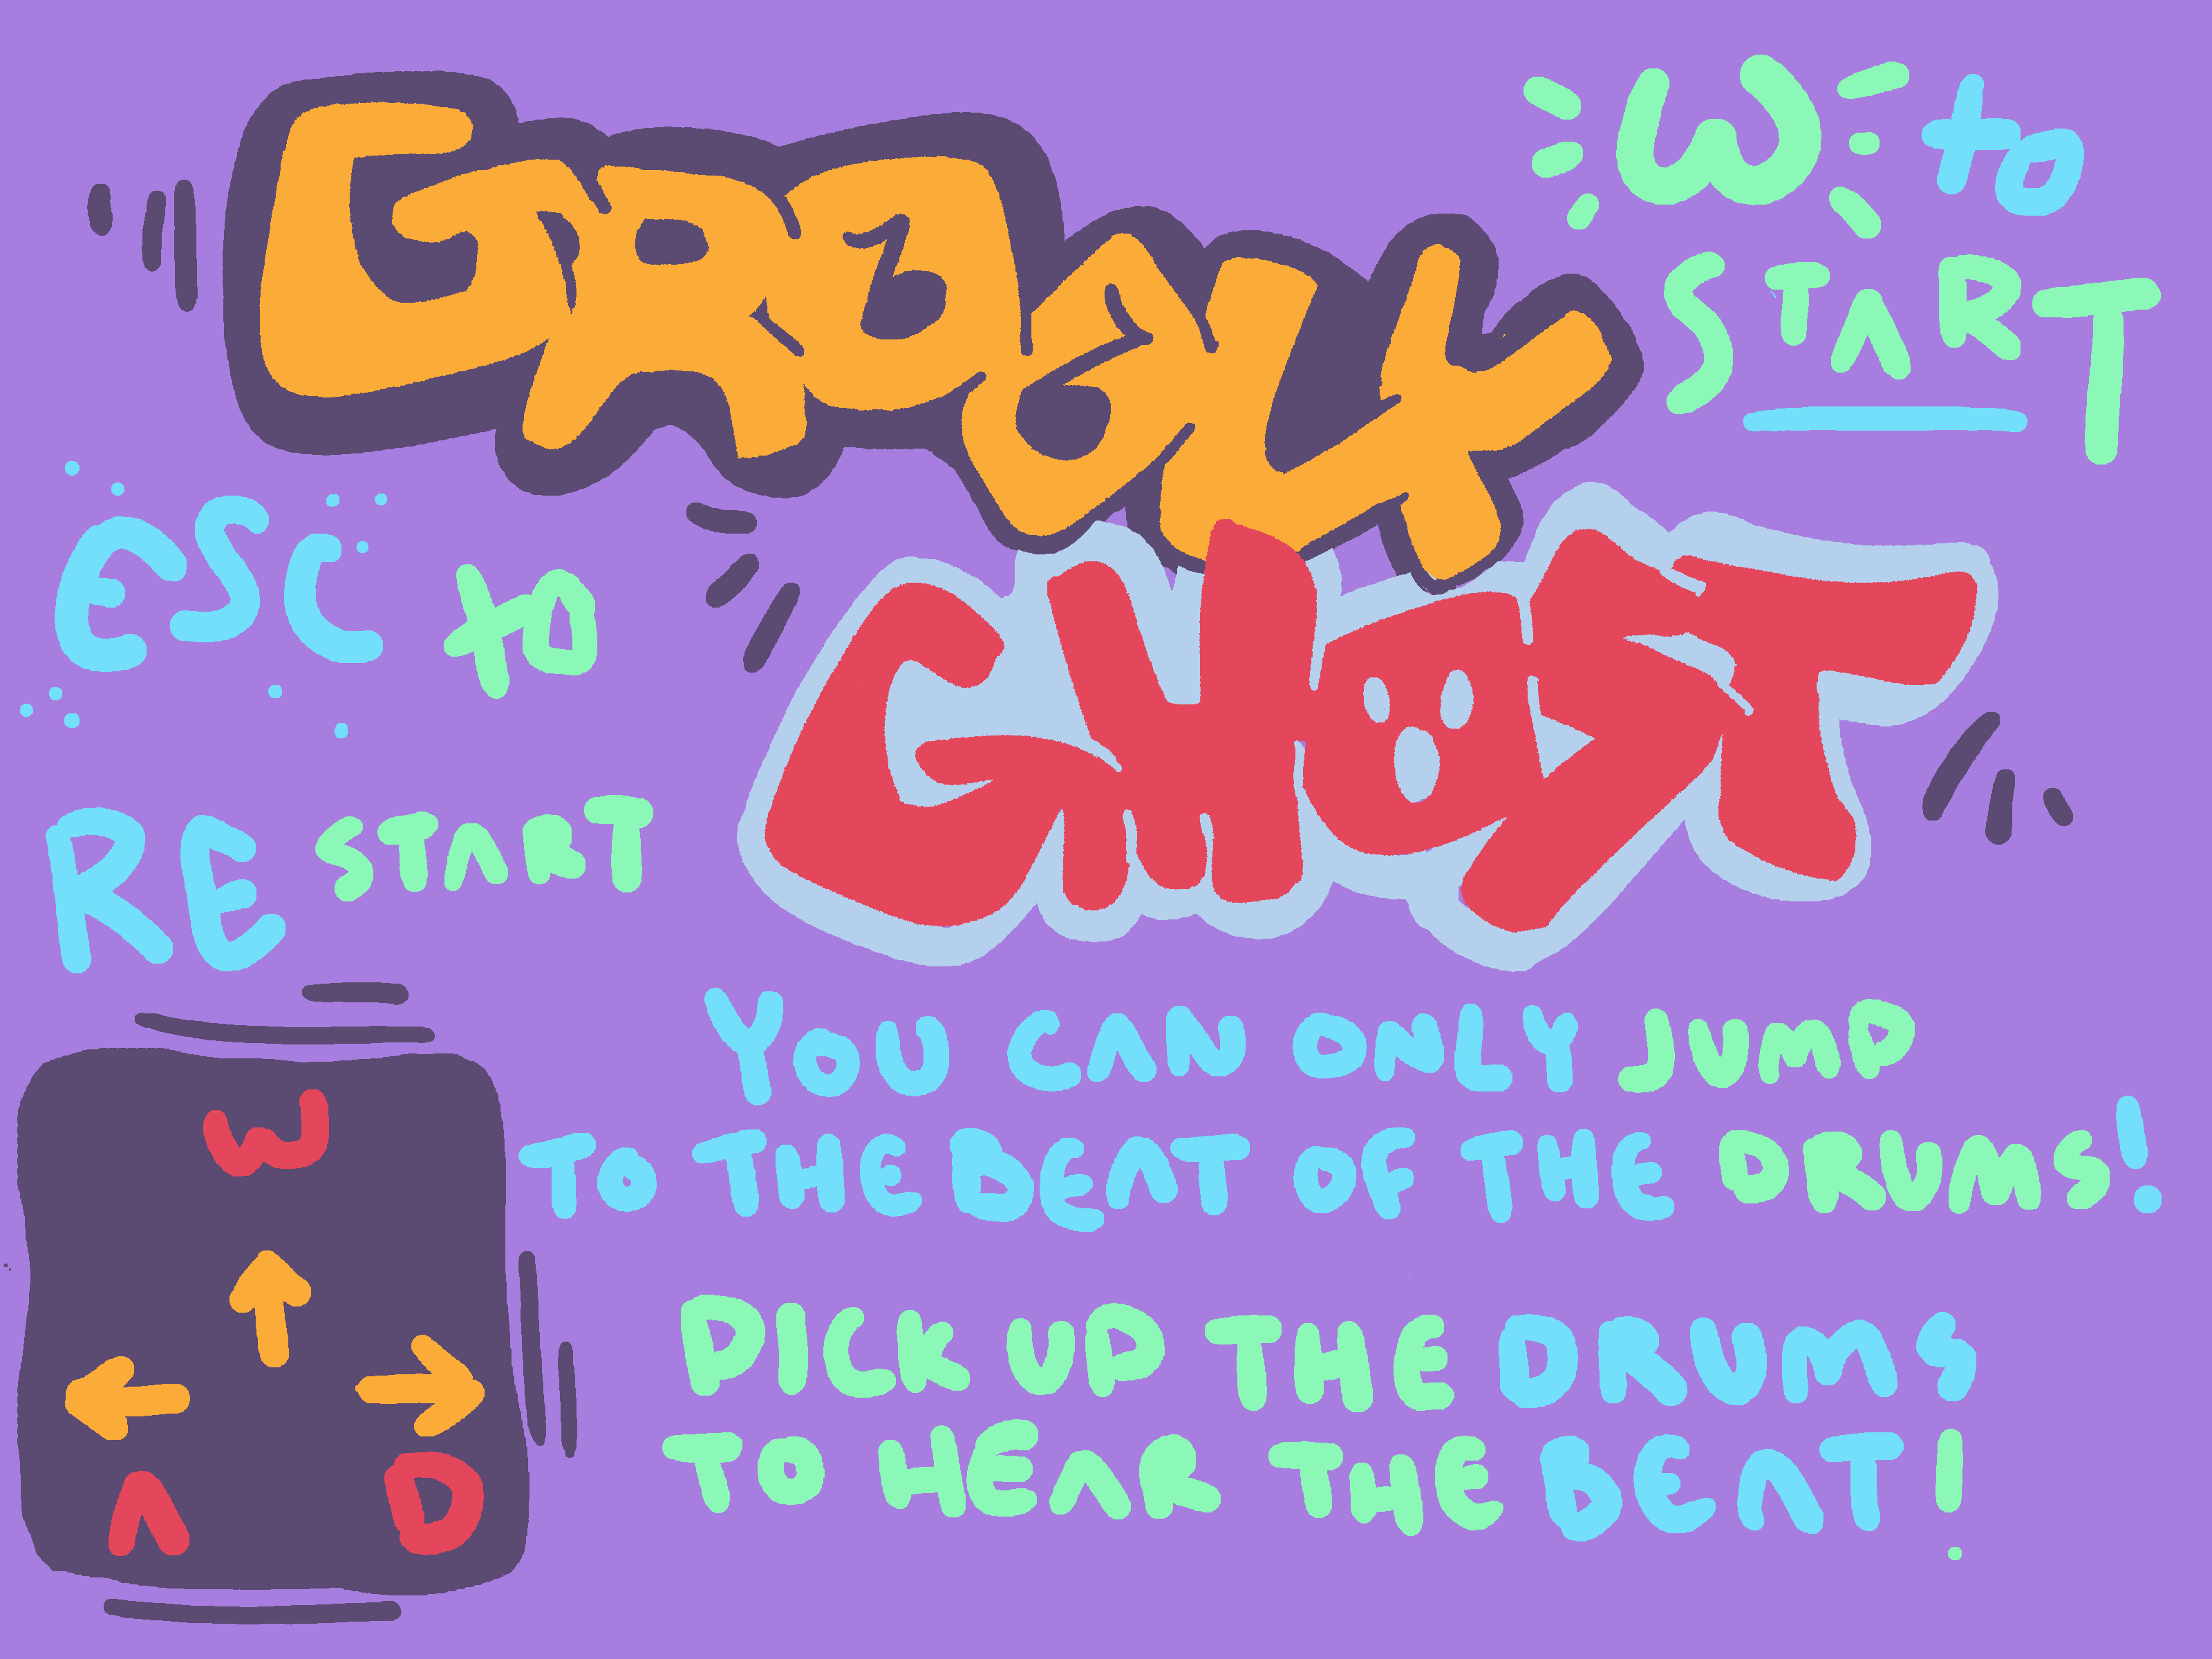 GROOVY
GHOST
W to
START
ESC to
RESTART
YOU CAN ONLY JUMP
TO THE BEAT OF THE DRUMS!
PICK UP THE DRUMS
TO HEAR THE BEAT!
W
↑
← →
A D